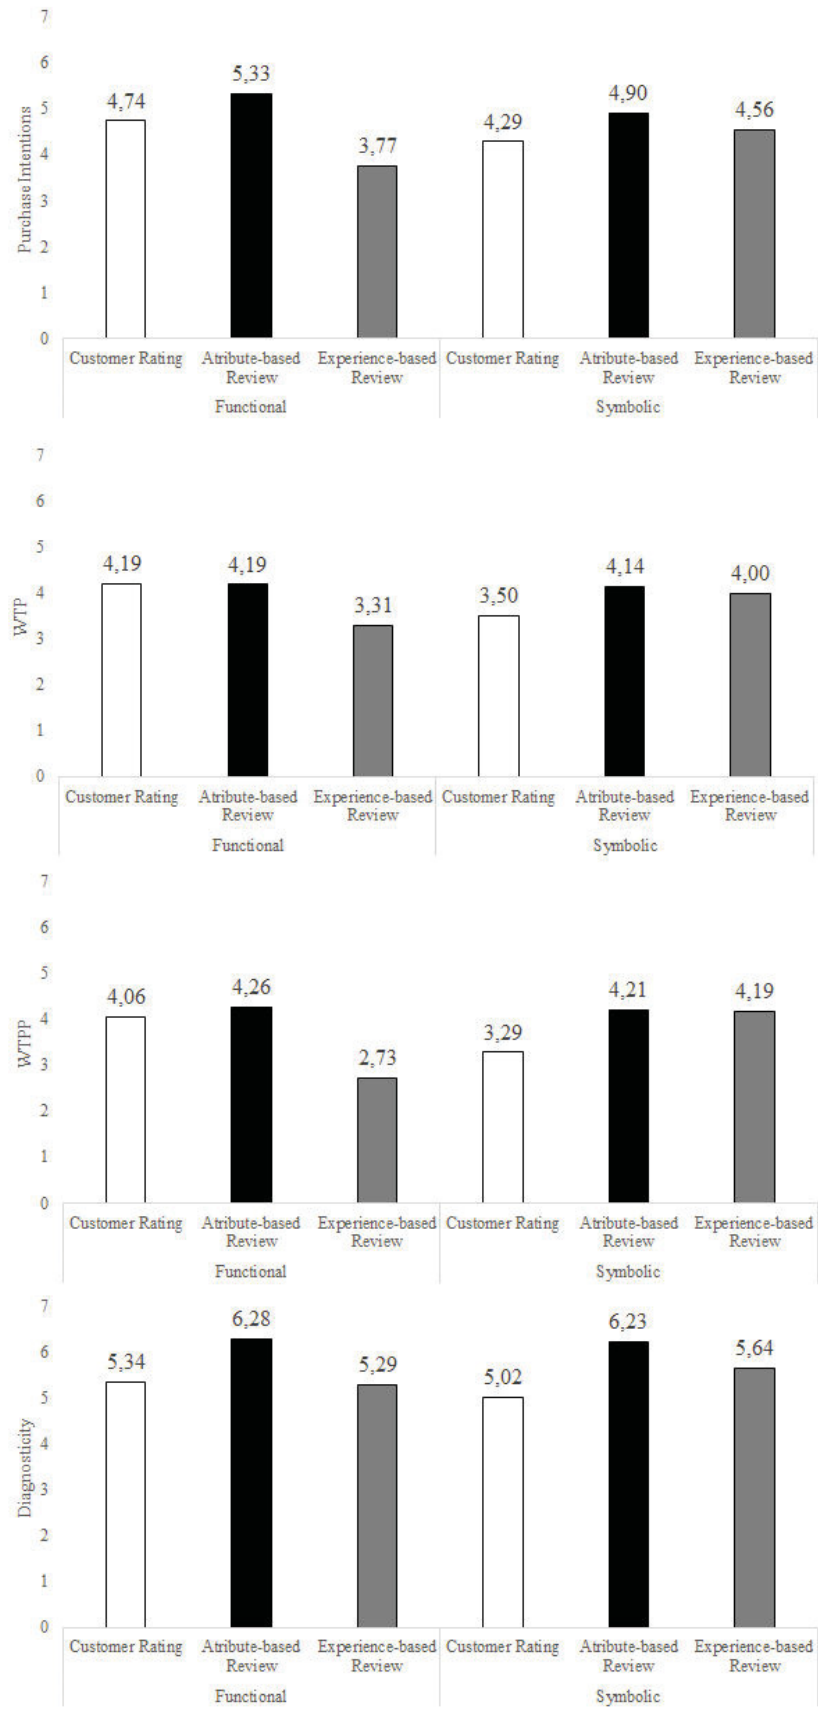 7
6
5
4
3
2
1
0
Purchase Intentions
4,74
5,33
3,77
4,29
4,90
4,56
Customer Rating
Atribute-based
Review
Experience-based
Review
Customer Rating
Atribute-based
Review
Experience-based
Review
Functional
Symbolic
7
6
5
4
3
2
1
0
WTP
4,19
4,19
3,31
3,50
4,14
4,00
Customer Rating
Atribute-based
Review
Experience-based
Review
Customer Rating
Atribute-based
Review
Experience-based
Review
Functional
Symbolic
7
6
5
4
3
2
1
0
WTPP
4,06
4,26
2,73
3,29
4,21
4,19
Customer Rating
Atribute-based
Review
Experience-based
Review
Customer Rating
Atribute-based
Review
Experience-based
Review
Functional
Symbolic
7
6
5
4
3
2
1
0
Diagnosticity
5,34
6,28
5,29
5,02
6,23
5,64
Customer Rating
Atribute-based
Review
Experience-based
Review
Customer Rating
Atribute-based
Review
Experience-based
Review
Functional
Symbolic